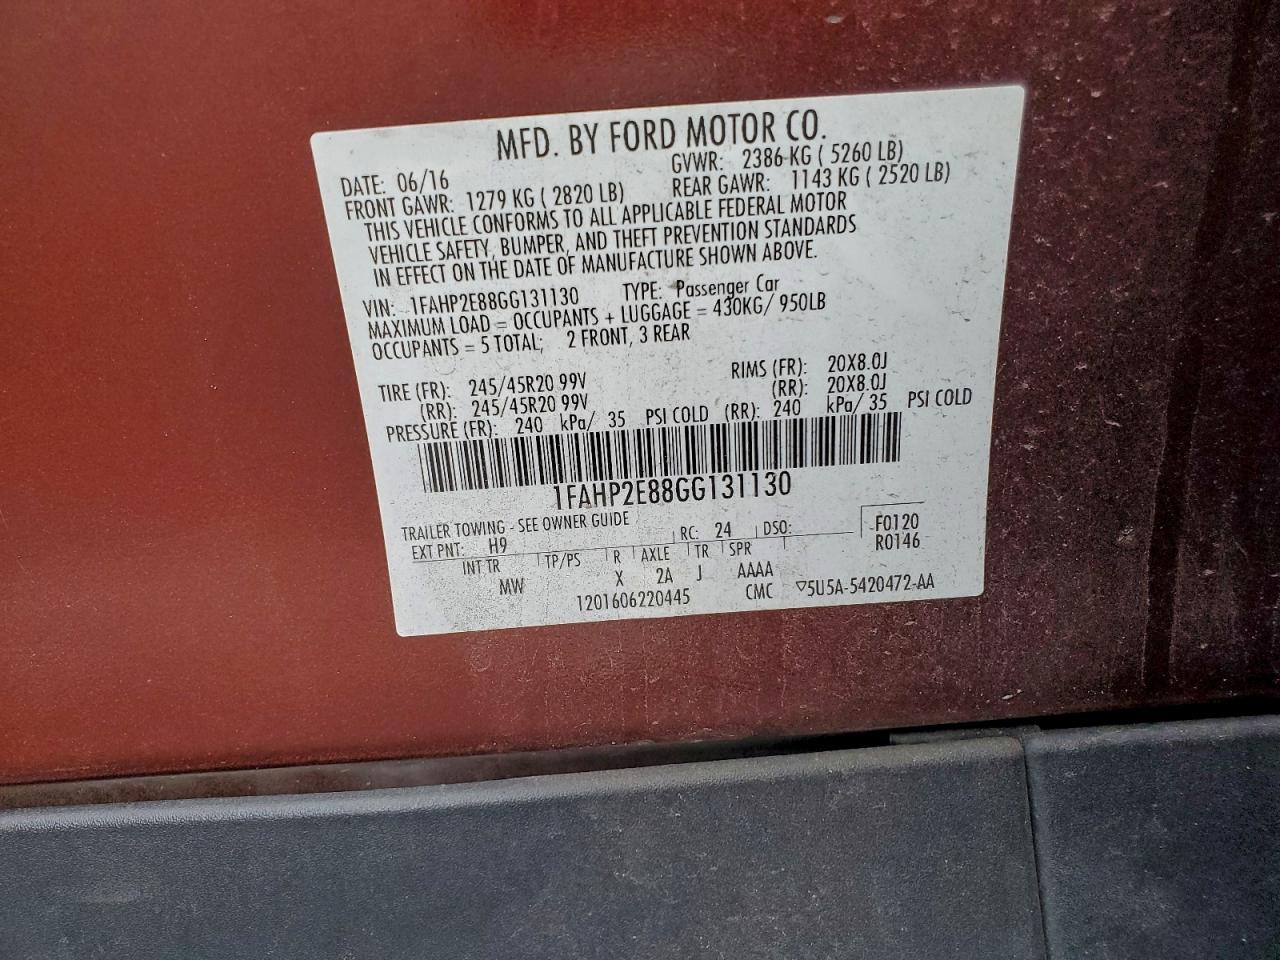 MFD. BY FORD MOTOR CO.
DATE: 06/16 GVWR: 2386 KG ( 5260 LB)
FRONT GAWR: 1279 KG ( 2820 LB) REAR GAWR: 1143 KG ( 2520 LB)
THIS VEHICLE CONFORMS TO ALL APPLICABLE FEDERAL MOTOR
VEHICLE SAFETY, BUMPER, AND THEFT PREVENTION STANDARDS
IN EFFECT ON THE DATE OF MANUFACTURE SHOWN ABOVE.
VIN: 1FAHP2E88GG131130 TYPE: Passenger Car
MAXIMUM LOAD = OCCUPANTS + LUGGAGE = 430KG/ 950LB
OCCUPANTS = 5 TOTAL; 2 FRONT, 3 REAR
TIRE (FR): 245/45R20 99V RIMS (FR): 20X8.0J
(RR): 245/45R20 99V (RR): 20X8.0J
PRESSURE (FR): 240 kPa/ 35 PSI COLD (RR): 240 kPa/ 35 PSI COLD
1FAHP2E88GG131130
TRAILER TOWING - SEE OWNER GUIDE
EXT PNT: H9 RC: 24 DSO: F0120
R0146
INT TR TP/PS R AXLE TR SPR
MW X 2A J AAAA
1201606220445 CMC ▽5U5A-5420472-AA